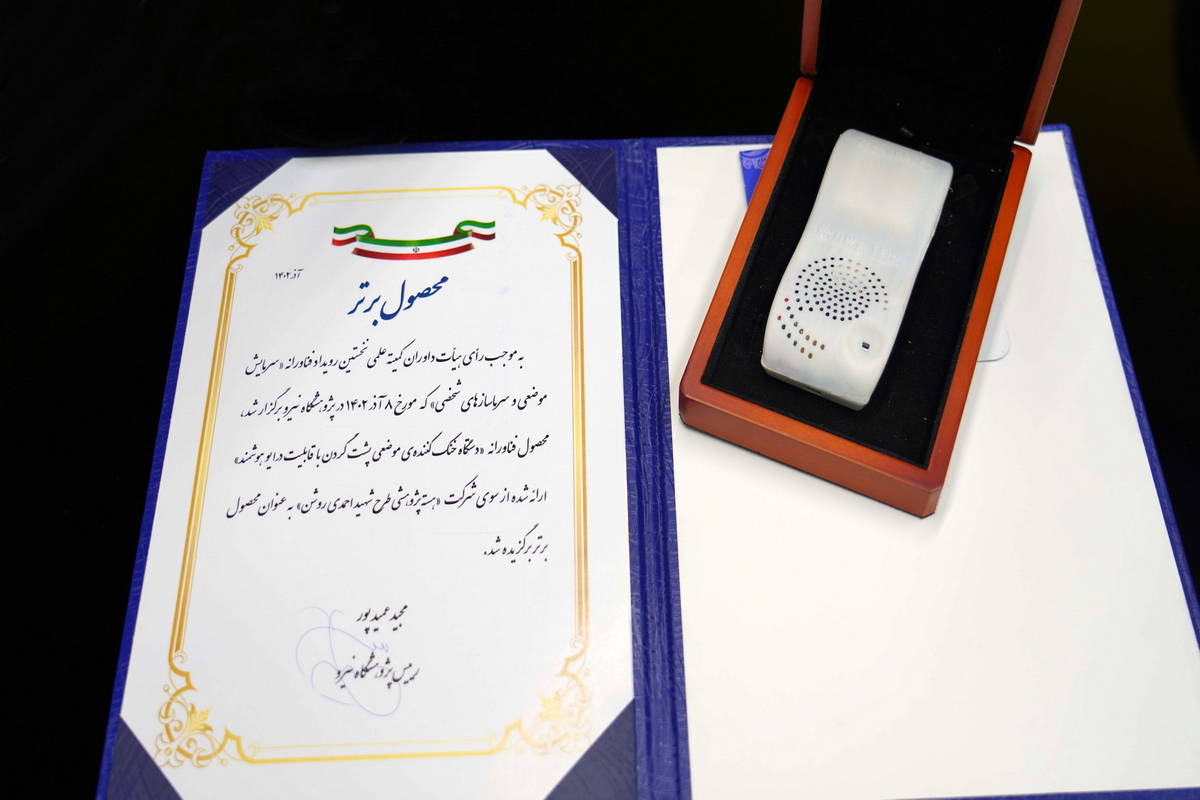 آذر ۱۴۰۲
محصول برتر
به موجب رأی هیأت داوران کمیته علمی نخستین رویداد فناورانه «سرمایش
موضعی و سرماسازهای شخصی» که مورخ ۸ آذر ۱۴۰۲ در پژوهشگاه نیرو برگزار شد،
محصول فناورانه «دستگاه خنک کننده‌ی موضعی پشت گردن با قابلیت درایو هوشمند»
ارائه شده از سوی شرکت «هسته پژوهشی طرح شهید احمدی روشن» به عنوان محصول
برتر برگزیده شد.
مجید عمیدپور
رییس پژوهشگاه نیرو